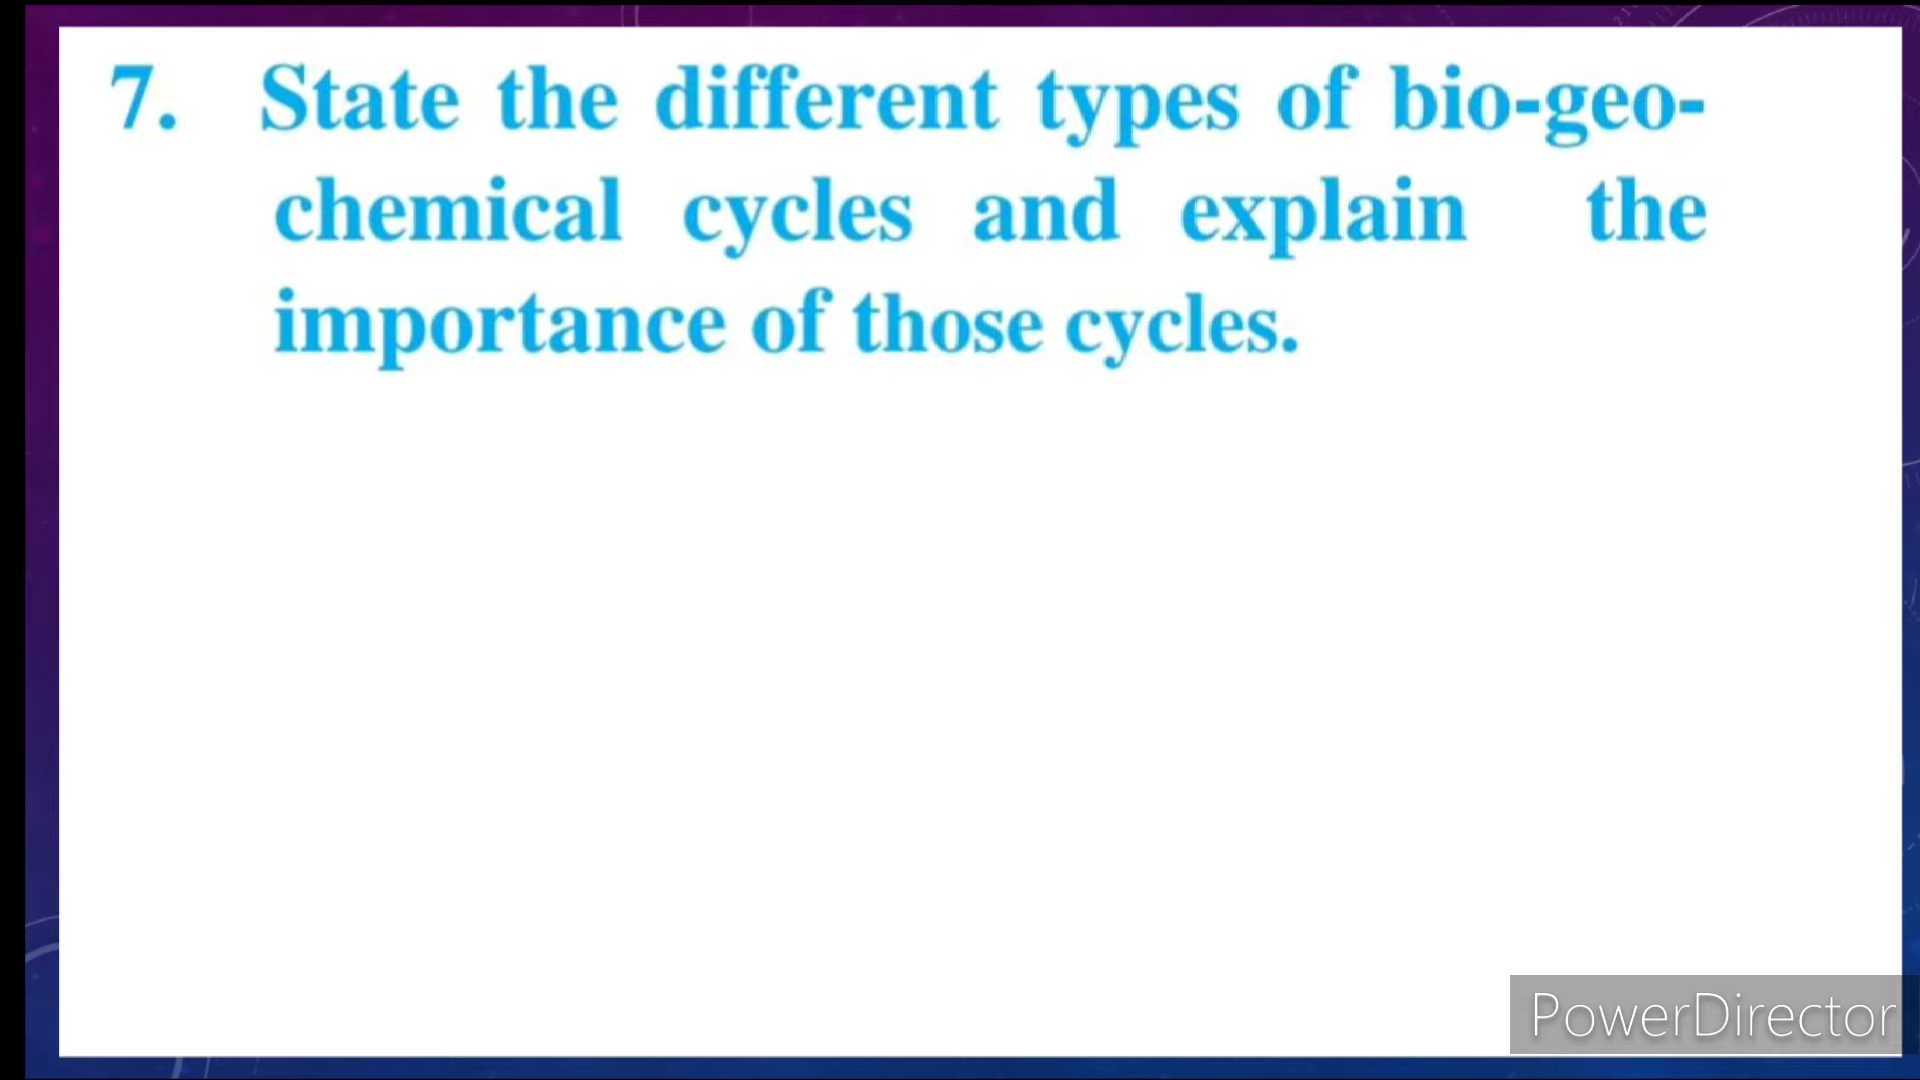 7. State the different types of bio-geo-
chemical cycles and explain the
importance of those cycles.
PowerDirector